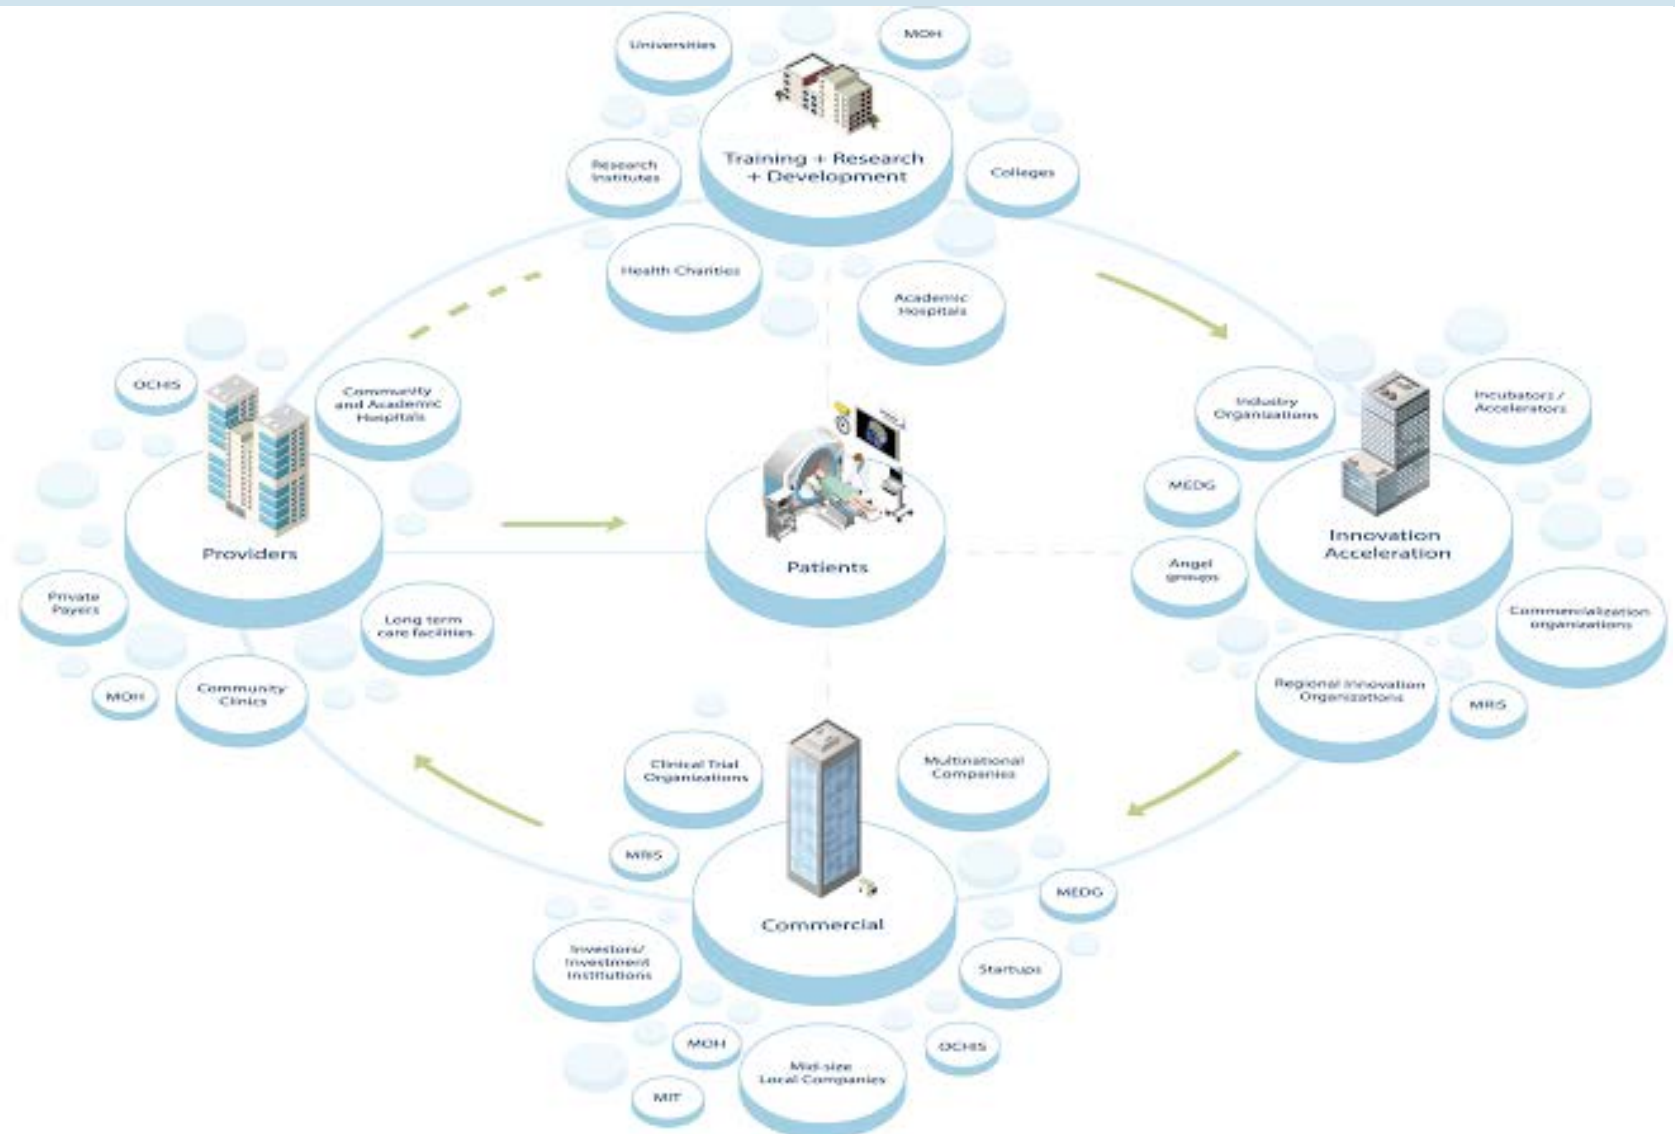 Universities
MOH
Training + Research
+ Development
Research
Institutes
Colleges
Health Charities
Academic
Hospitals
OCHIS
Community
and Academic
Hospitals
Providers
Private
Payers
Long term
care facilities
MOH
Community
Clinics
Patients
Industry
Organizations
Incubators /
Accelerators
MEDG
Innovation
Acceleration
Angel
groups
Commercialization
organizations
Regional Innovation
Organizations
MRIS
Clinical Trial
Organizations
Multinational
Companies
MRIS
MEDG
Commercial
Investors/
Investment
Institutions
Startups
MOH
OCHIS
Mid-size
Local Companies
MIT